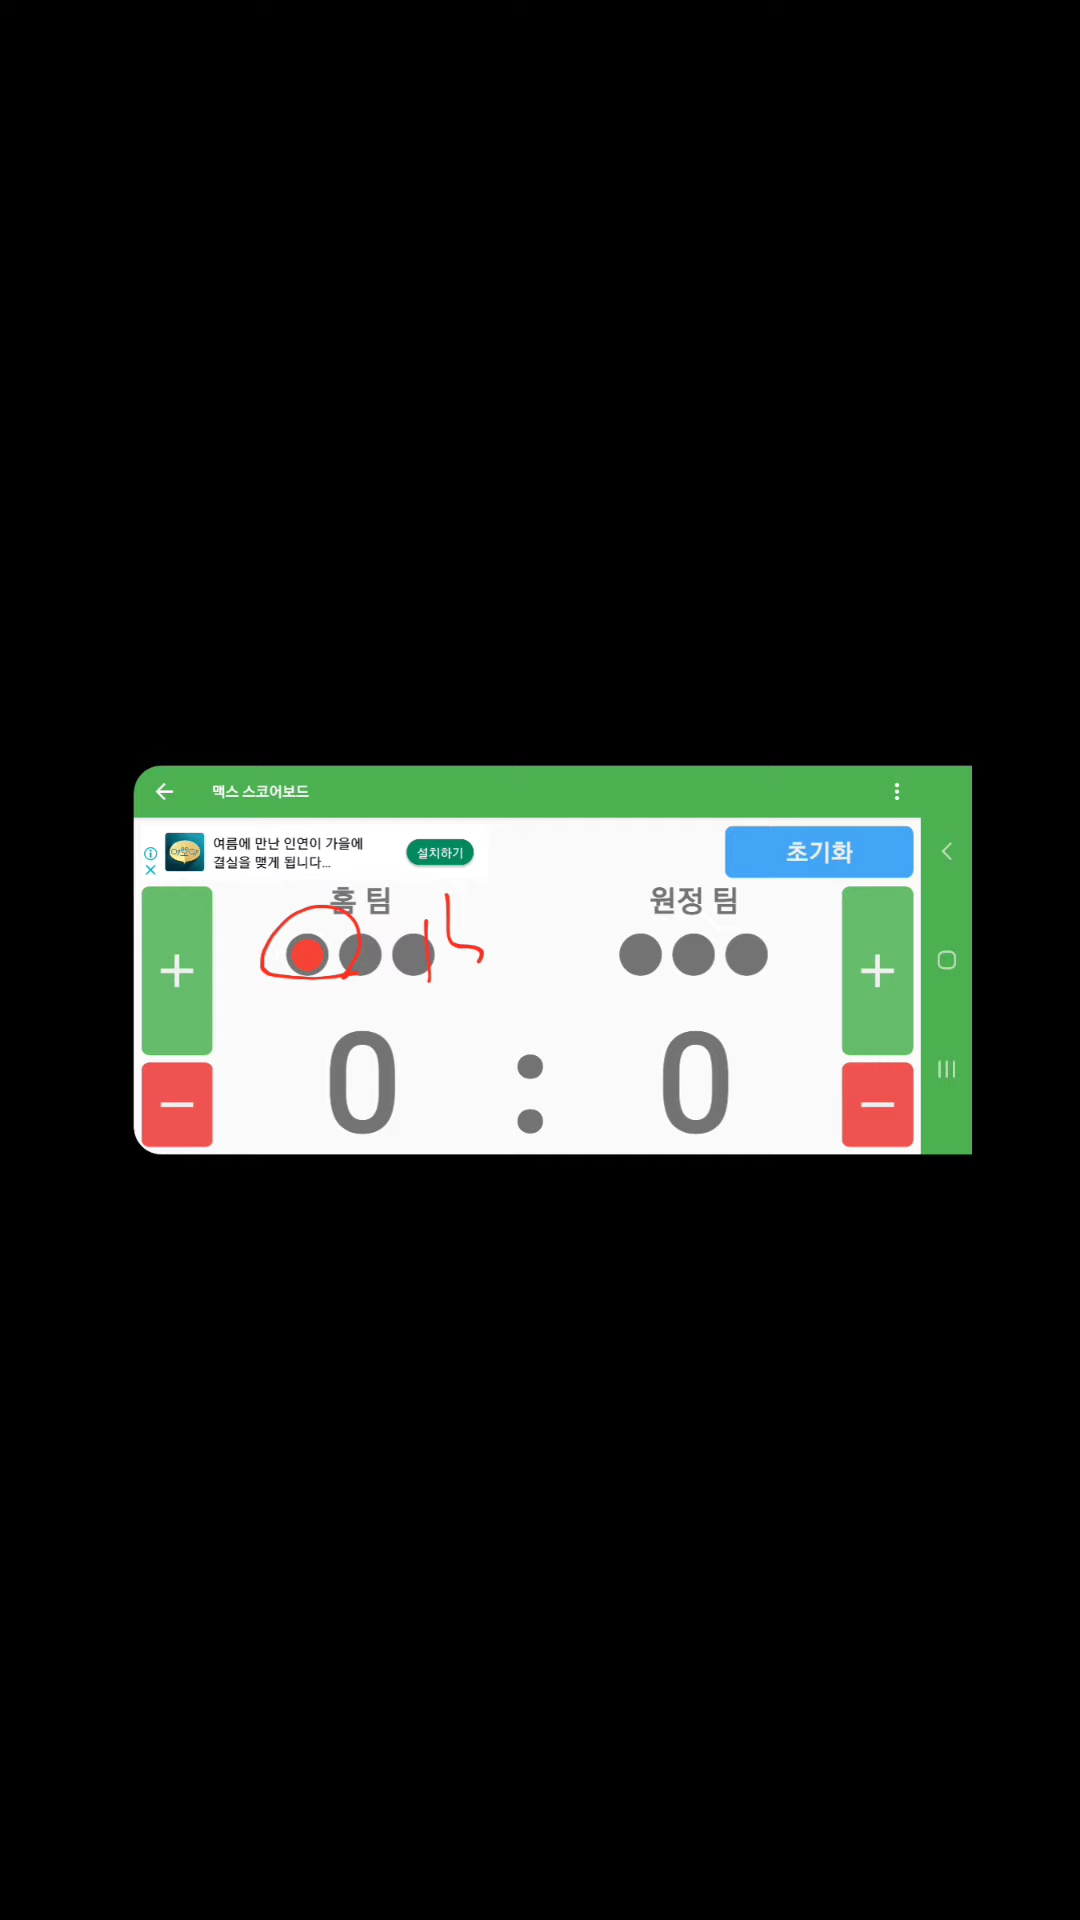 맥스 스코어보드
여름에 만난 인연이 가을에
결실을 맺게 됩니다...
설치하기
초기화
홈 팀
원정 팀
+
+
0 : 0
−
−